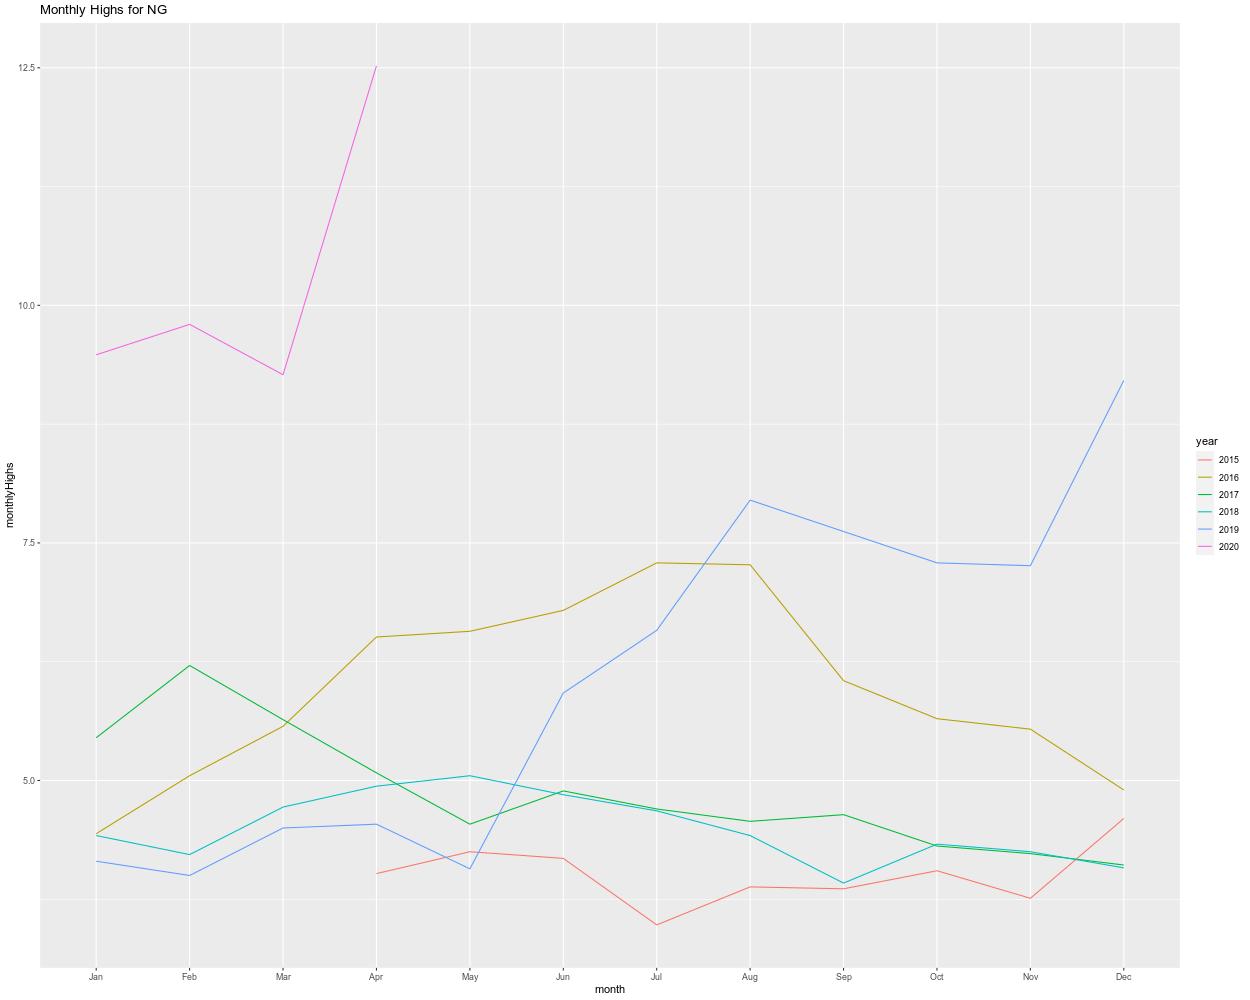 Monthly Highs for NG
monthlyHighs
12.5
10.0
7.5
5.0
Jan Feb Mar Apr May Jun Jul Aug Sep Oct Nov Dec
month
year
2015
2016
2017
2018
2019
2020